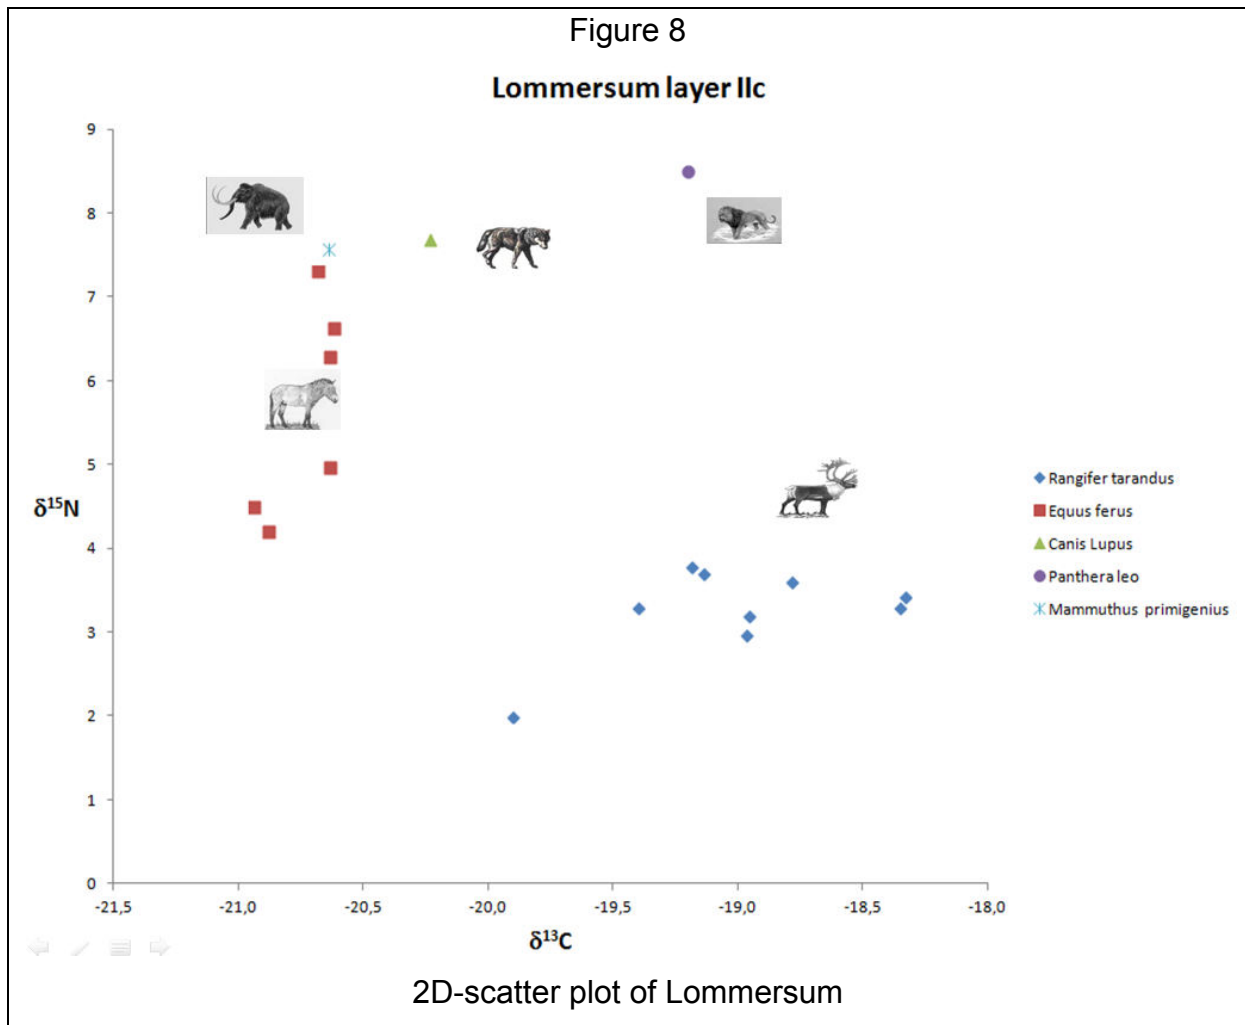 Figure 8
Lommersum layer IIc
9
8
7
6
5
δ¹⁵N
4
3
2
1
0
-21,5 -21,0 -20,5 -20,0 -19,5 -19,0 -18,5 -18,0
δ¹³C
Rangifer tarandus
Equus ferus
Canis Lupus
Panthera leo
Mammuthus primigenius
2D-scatter plot of Lommersum